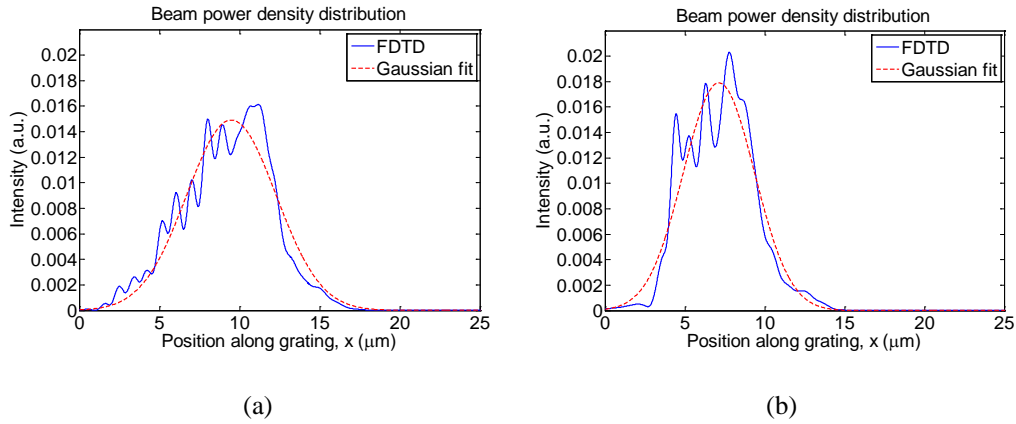 Beam power density distribution
FDTD
Gaussian fit
Intensity (a.u.)
0.02
0.018
0.016
0.014
0.012
0.01
0.008
0.006
0.004
0.002
0
0 5 10 15 20 25
Position along grating, x (μm)
(a)
Beam power density distribution
FDTD
Gaussian fit
Intensity (a.u.)
0.02
0.018
0.016
0.014
0.012
0.01
0.008
0.006
0.004
0.002
0
0 5 10 15 20 25
Position along grating, x (μm)
(b)